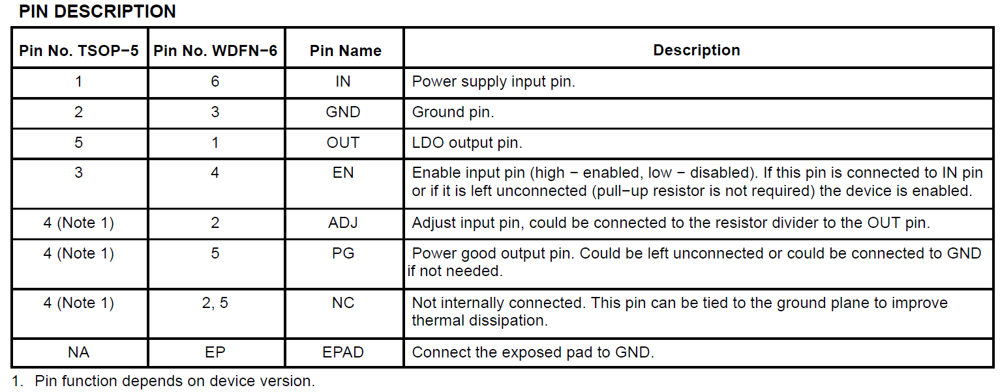 PIN DESCRIPTION
Pin No. TSOP−5 Pin No. WDFN−6 Pin Name Description
1 6 IN Power supply input pin.
2 3 GND Ground pin.
5 1 OUT LDO output pin.
3 4 EN Enable input pin (high − enabled, low − disabled). If this pin is connected to IN pin
or if it is left unconnected (pull−up resistor is not required) the device is enabled.
4 (Note 1) 2 ADJ Adjust input pin, could be connected to the resistor divider to the OUT pin.
4 (Note 1) 5 PG Power good output pin. Could be left unconnected or could be connected to GND
if not needed.
4 (Note 1) 2, 5 NC Not internally connected. This pin can be tied to the ground plane to improve
thermal dissipation.
NA EP EPAD Connect the exposed pad to GND.
1. Pin function depends on device version.